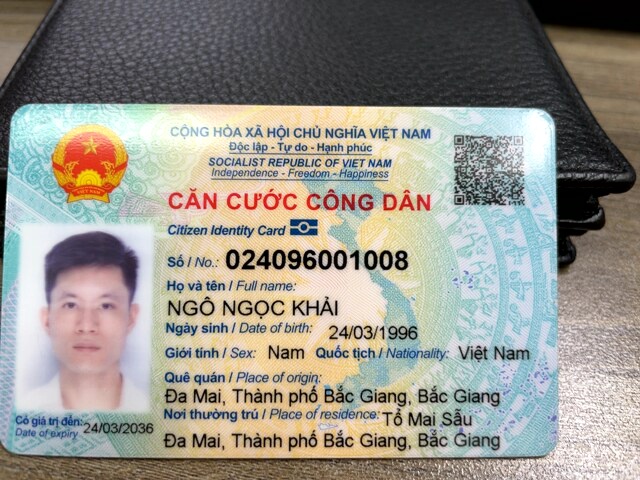 CỘNG HÒA XÃ HỘI CHỦ NGHĨA VIỆT NAM
Độc lập - Tự do - Hạnh phúc
SOCIALIST REPUBLIC OF VIET NAM
Independence - Freedom - Happiness
CĂN CƯỚC CÔNG DÂN
Citizen Identity Card
Số / No.: 024096001008
Họ và tên / Full name:
NGÔ NGỌC KHẢI
Ngày sinh / Date of birth: 24/03/1996
Giới tính / Sex: Nam Quốc tịch / Nationality: Việt Nam
Quê quán / Place of origin:
Đa Mai, Thành phố Bắc Giang, Bắc Giang
Nơi thường trú / Place of residence: Tổ Mai Sẫu
Đa Mai, Thành phố Bắc Giang, Bắc Giang
Có giá trị đến: 24/03/2036
Date of expiry